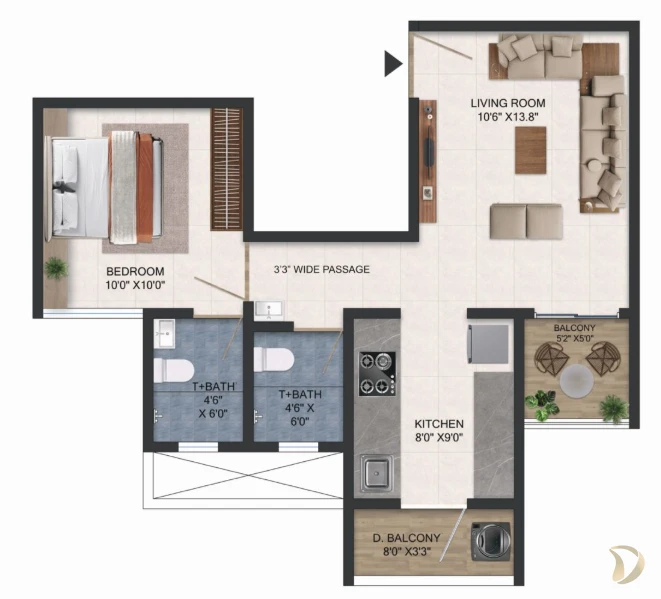 LIVING ROOM
10'6" X13.8"
BEDROOM
10'0" X10'0"
3'3" WIDE PASSAGE
BALCONY
5'2" X5'0"
T+BATH
4'6"
X 6'0"
T+BATH
4'6" X
6'0"
KITCHEN
8'0" X9'0"
D. BALCONY
8'0" X3'3"